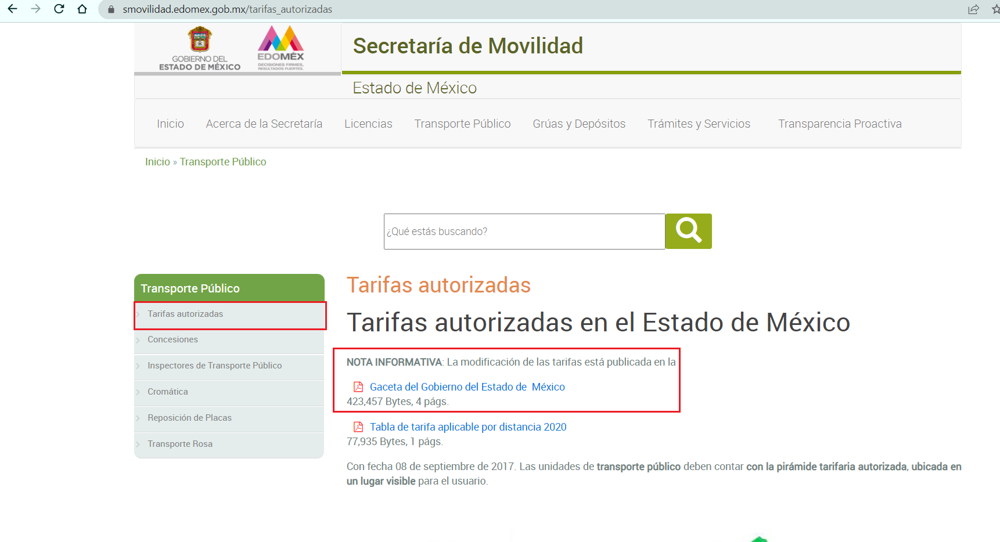 smovilidad.edomex.gob.mx/tarifas_autorizadas
GOBIERNO DEL
ESTADO DE MÉXICO
EDOMÉX
DECISIONES FIRMES,
RESULTADOS FUERTES.
Secretaría de Movilidad
Estado de México
Inicio Acerca de la Secretaría Licencias Transporte Público Grúas y Depósitos Trámites y Servicios Transparencia Proactiva
Inicio » Transporte Público
¿Qué estás buscando?
Transporte Público
Tarifas autorizadas
Concesiones
Inspectores de Transporte Público
Cromática
Reposición de Placas
Transporte Rosa
Tarifas autorizadas
Tarifas autorizadas en el Estado de México
NOTA INFORMATIVA: La modificación de las tarifas está publicada en la
Gaceta del Gobierno del Estado de México
423,457 Bytes, 4 págs.
Tabla de tarifa aplicable por distancia 2020
77,935 Bytes, 1 págs.
Con fecha 08 de septiembre de 2017. Las unidades de transporte público deben contar con la pirámide tarifaria autorizada, ubicada en
un lugar visible para el usuario.